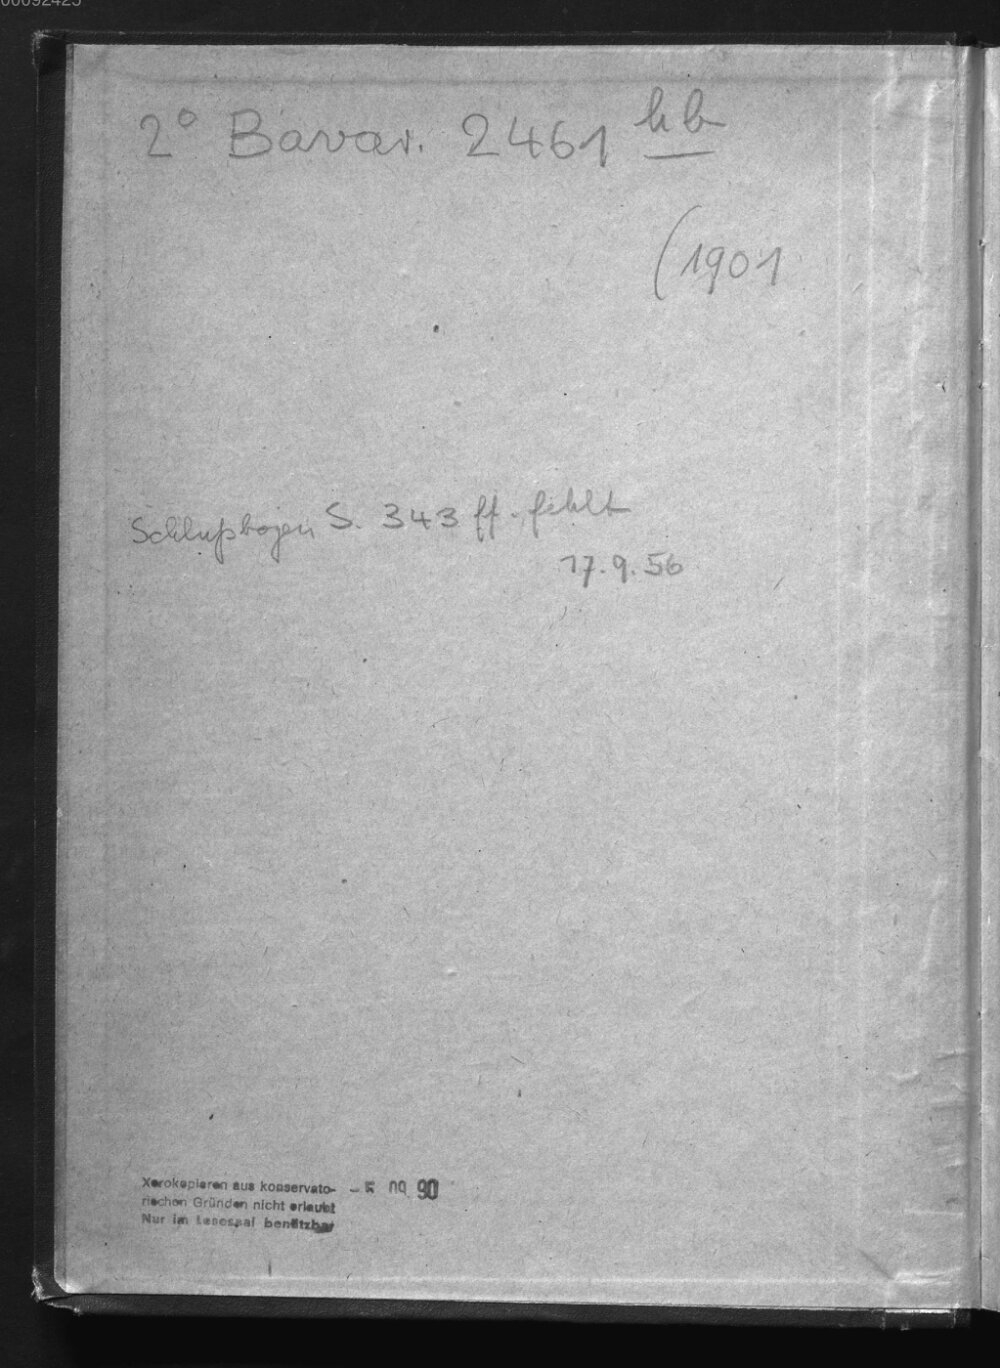 00092425
2° Bavar. 2461 hb
(1901
Schlußbogen S. 343 ff. fehlt
17.9.56
Xerokopieren aus konservato- - 5 09 90
rischen Gründen nicht erlaubt
Nur im Lesesaal benützbar